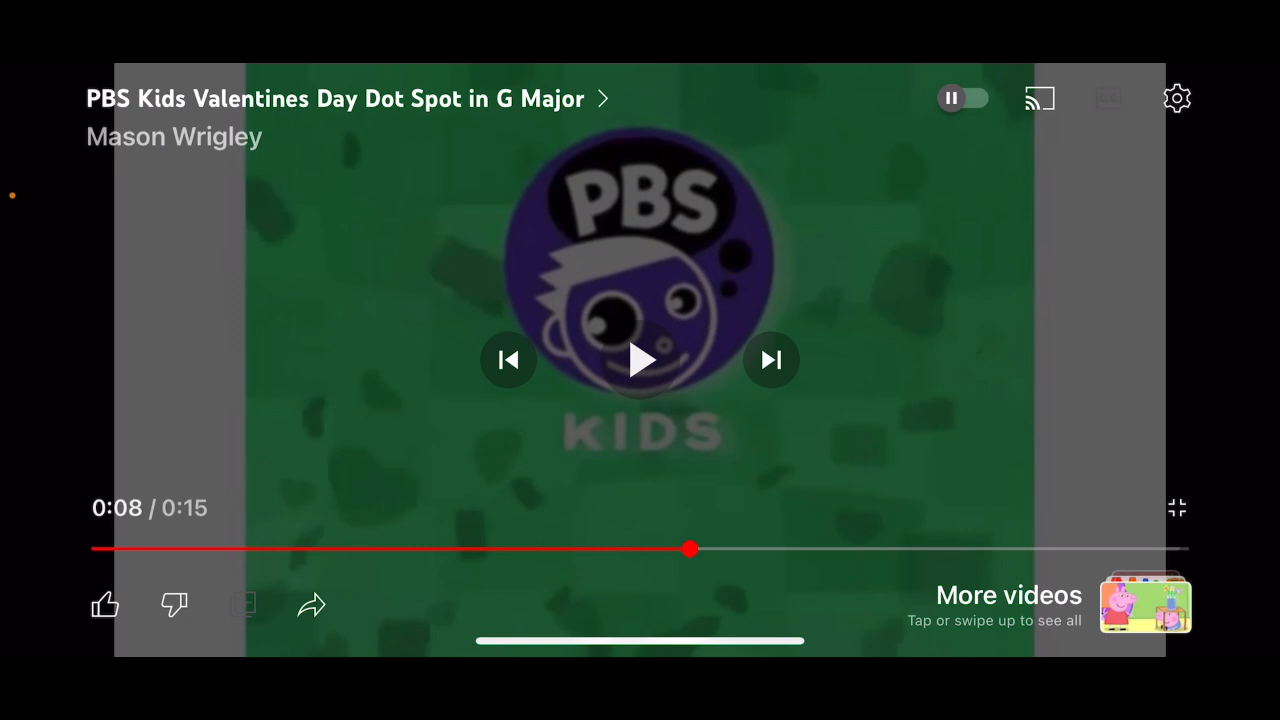 PBS Kids Valentines Day Dot Spot in G Major
Mason Wrigley
CC
PBS
KIDS
0:08 / 0:15
More videos
Tap or swipe up to see all